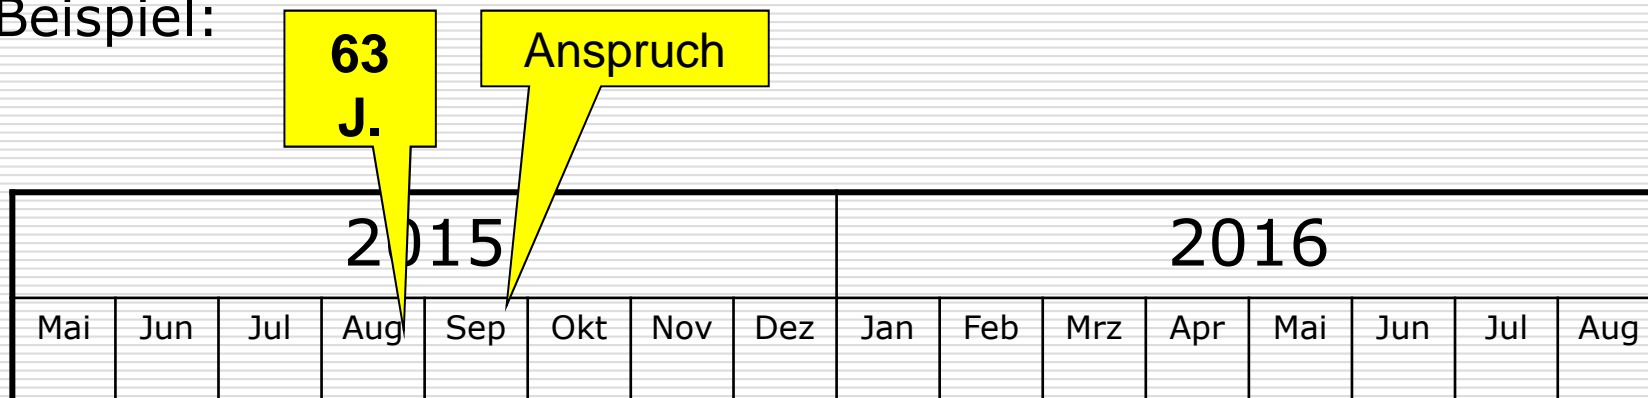 Beispiel:
63
J.
Anspruch
2015 2016
Mai Jun Jul Aug Sep Okt Nov Dez Jan Feb Mrz Apr Mai Jun Jul Aug